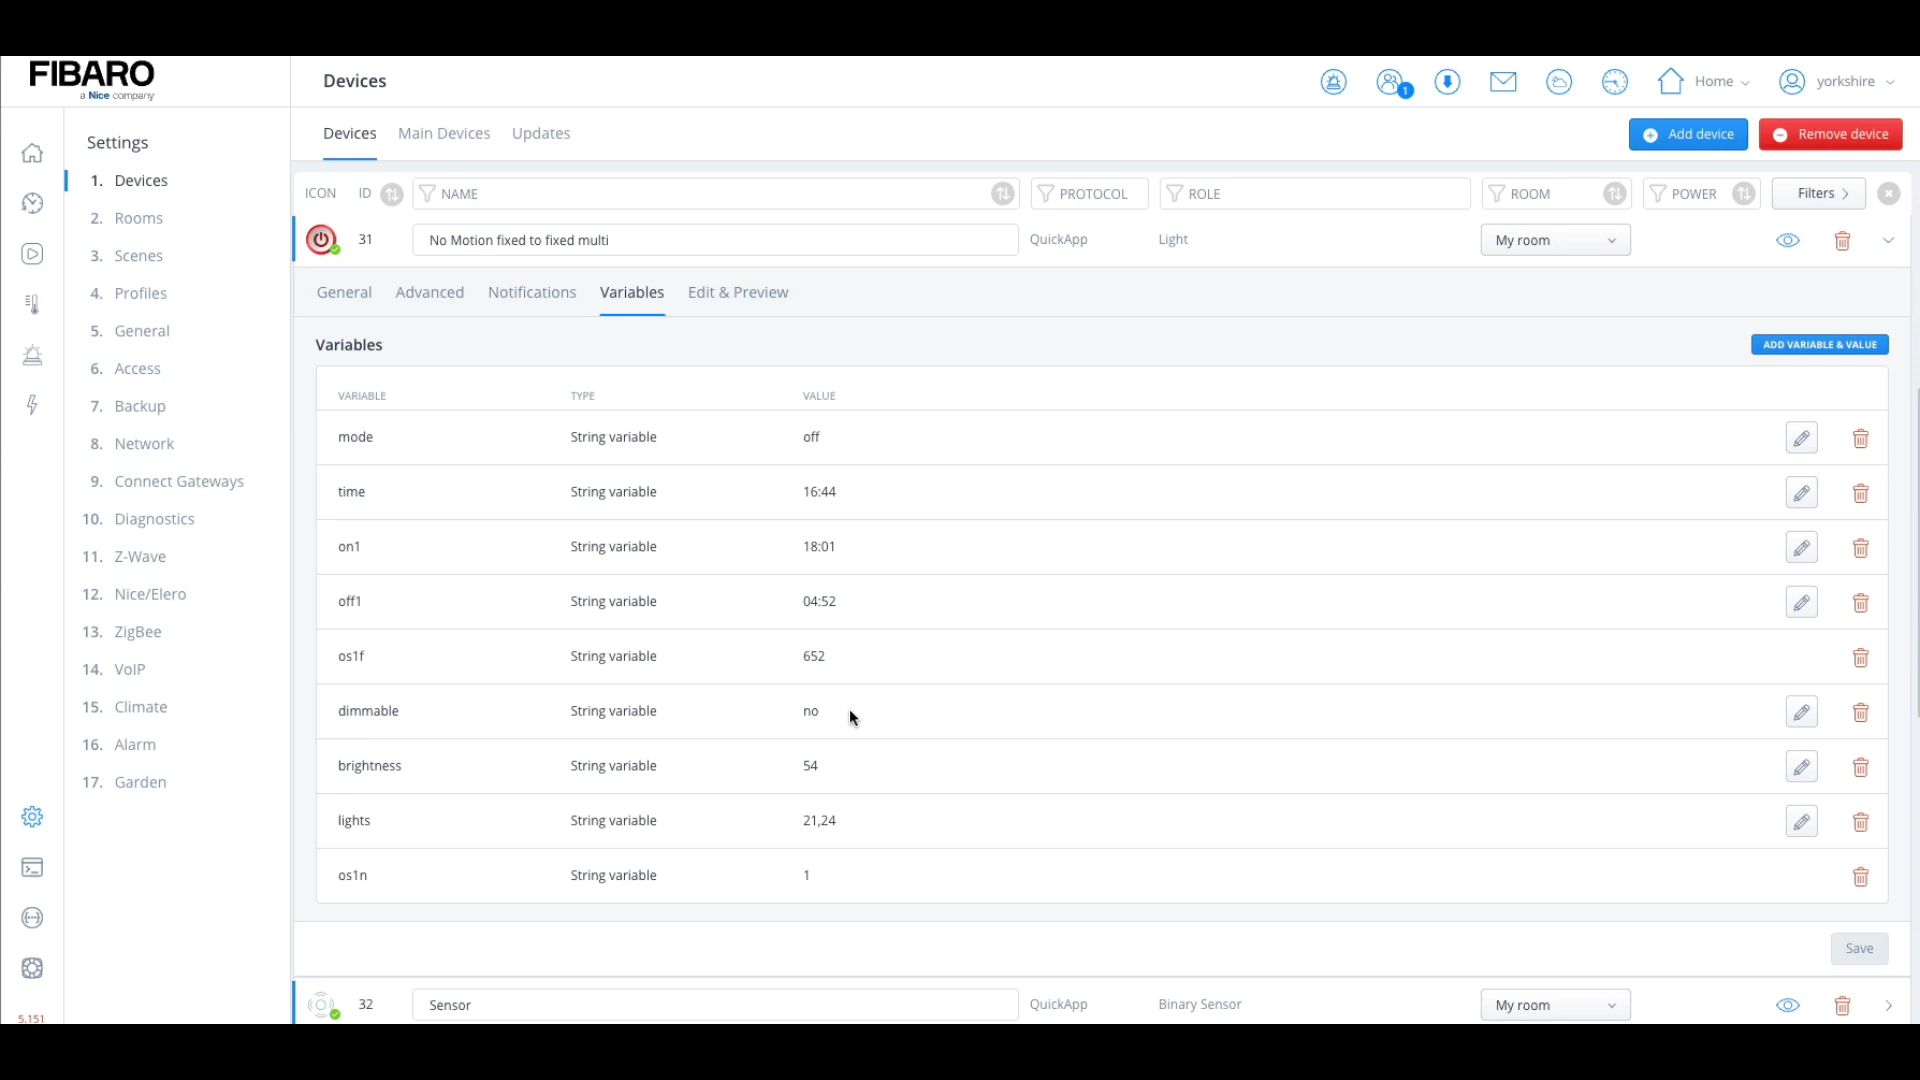 FIBARO
a Nice company
Devices
1
Home
yorkshire
Settings
1. Devices
2. Rooms
3. Scenes
4. Profiles
5. General
6. Access
7. Backup
8. Network
9. Connect Gateways
10. Diagnostics
11. Z-Wave
12. Nice/Elero
13. ZigBee
14. VoIP
15. Climate
16. Alarm
17. Garden
5.151
Devices Main Devices Updates
Add device Remove device
ICON ID NAME PROTOCOL ROLE ROOM POWER Filters
31 No Motion fixed to fixed multi QuickApp Light My room
General Advanced Notifications Variables Edit & Preview
Variables ADD VARIABLE & VALUE
VARIABLE TYPE VALUE
mode String variable off
time String variable 16:44
on1 String variable 18:01
off1 String variable 04:52
os1f String variable 652
dimmable String variable no
brightness String variable 54
lights String variable 21,24
os1n String variable 1
Save
32 Sensor QuickApp Binary Sensor My room